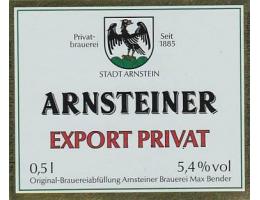 Privat- Seit
brauerei 1885
STADT ARNSTEIN
ARNSTEINER
EXPORT PRIVAT
0,5 l 5,4 % vol
Original-Brauereiabfüllung Arnsteiner Brauerei Max Bender